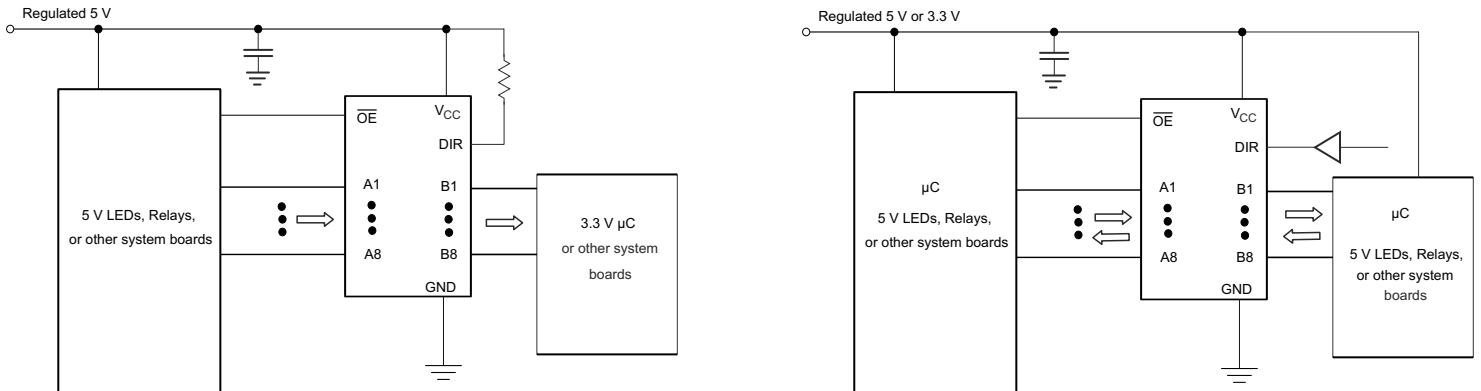 Regulated 5 V
OE
VCC
DIR
A1
B1
5 V LEDs, Relays,
or other system boards
3.3 V µC
or other system
boards
A8
B8
GND
Regulated 5 V or 3.3 V
OE
VCC
DIR
µC
5 V LEDs, Relays,
or other system boards
A1
B1
A8
B8
GND
µC
5 V LEDs, Relays,
or other system
boards